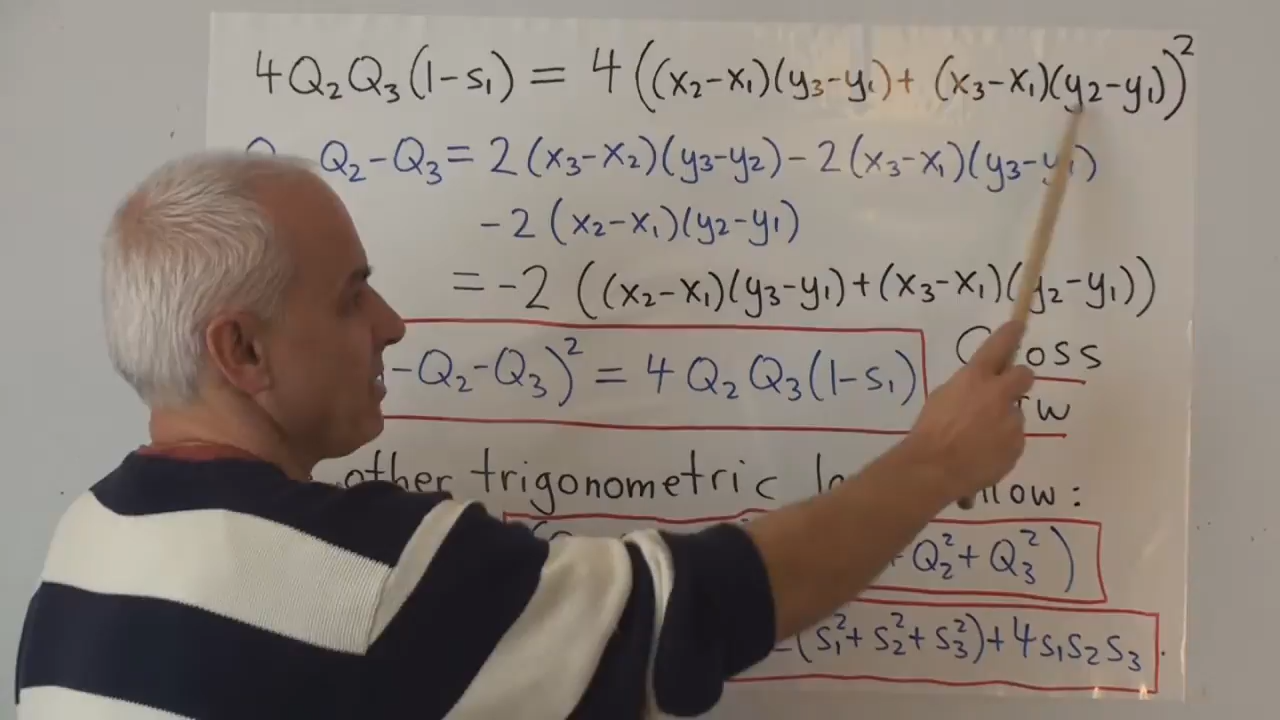 4Q₂Q₃(1-s₁) = 4((x₂-x₁)(y₃-y₁)+(x₃-x₁)(y₂-y₁))²
Q₂-Q₃ = 2(x₃-x₂)(y₃-y₂)-2(x₃-x₁)(y₃-y₁)
-2(x₂-x₁)(y₂-y₁)
= -2((x₂-x₁)(y₃-y₁)+(x₃-x₁)(y₂-y₁))
-Q₂-Q₃)² = 4Q₂Q₃(1-s₁)
other trigonometric
Q₂²+Q₃²)
(s₁²+s₂²+s₃²)+4s₁s₂s₃.